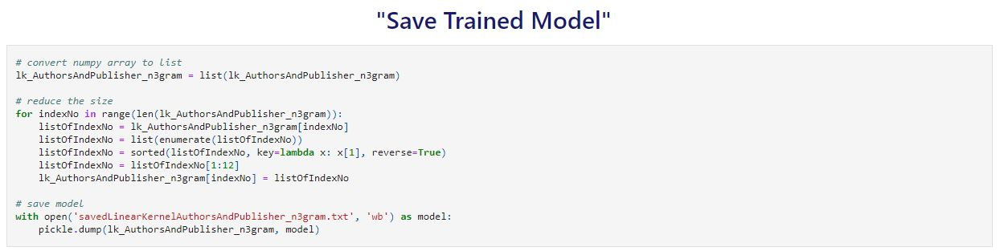 "Save Trained Model"
# convert numpy array to list
lk_AuthorsAndPublisher_n3gram = list(lk_AuthorsAndPublisher_n3gram)

# reduce the size
for indexNo in range(len(lk_AuthorsAndPublisher_n3gram)):
    listOfIndexNo = lk_AuthorsAndPublisher_n3gram[indexNo]
    listOfIndexNo = list(enumerate(listOfIndexNo))
    listOfIndexNo = sorted(listOfIndexNo, key=lambda x: x[1], reverse=True)
    listOfIndexNo = listOfIndexNo[1:12]
    lk_AuthorsAndPublisher_n3gram[indexNo] = listOfIndexNo

# save model
with open('savedLinearKernelAuthorsAndPublisher_n3gram.txt', 'wb') as model:
    pickle.dump(lk_AuthorsAndPublisher_n3gram, model)